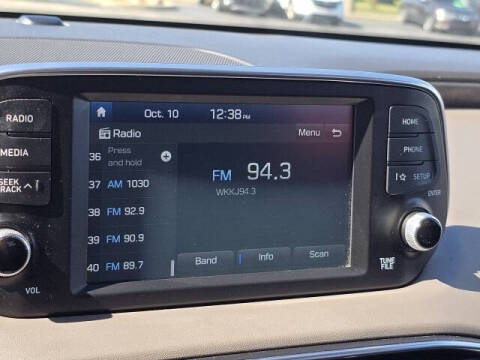 RADIO
MEDIA
SEEK
TRACK
VOL
Oct. 10 12:38 PM
Radio
Menu
36 Press and hold
37 AM 1030
38 FM 92.9
39 FM 90.9
40 FM 89.7
FM 94.3
WKKJ94.3
Band
Info
Scan
HOME
PHONE
SETUP
ENTER
TUNE
FILE